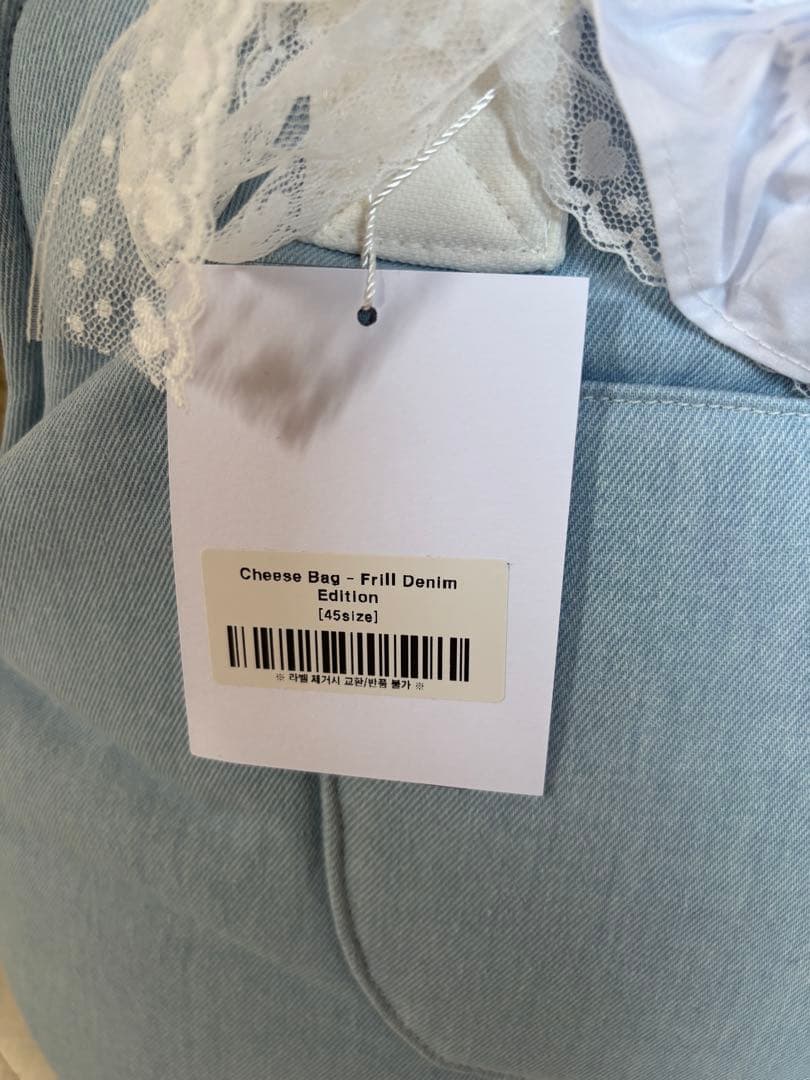 Cheese Bag - Frill Denim
Edition
[45size]
※ 라벨 제거시 교환/반품 불가 ※